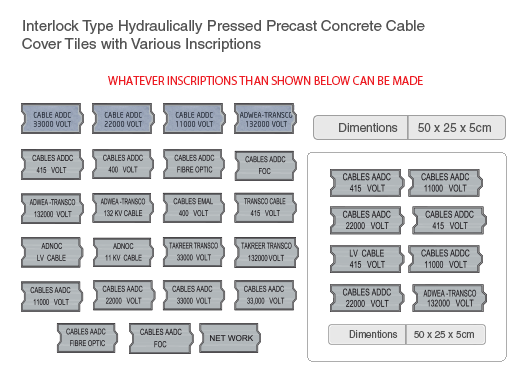 Interlock Type Hydraulically Pressed Precast Concrete Cable
Cover Tiles with Various Inscriptions
WHATEVER INSCRIPTIONS THAN SHOWN BELOW CAN BE MADE
CABLE ADDC
33000 VOLT
CABLE ADDC
22000 VOLT
CABLE ADDC
11000 VOLT
ADWEA-TRANSCO
132000 VOLT
CABLES ADDC
415 VOLT
CABLES ADDC
400 VOLT
CABLES ADDC
FIBRE OPTIC
CABLES ADDC
FOC
ADWEA -TRANSCO
132000 VOLT
ADWEA -TRANSCO
132 KV CABLE
CABLES EMAL
400 VOLT
TRANSCO CABLE
415 VOLT
ADNOC
LV CABLE
ADNOC
11 KV CABLE
TAKREER TRANSCO
33000 VOLT
TAKREER TRANSCO
132000 VOLT
CABLES AADC
11000 VOLT
CABLES AADC
22000 VOLT
CABLES AADC
33000 VOLT
CABLES AADC
33,000 VOLT
CABLES AADC
FIBRE OPTIC
CABLES AADC
FOC
NET WORK
Dimentions 50 x 25 x 5cm
CABLES AADC
415 VOLT
CABLES AADC
11000 VOLT
CABLES AADC
22000 VOLT
CABLES ADDC
415 VOLT
LV CABLE
415 VOLT
CABLES ADDC
11000 VOLT
CABLES ADDC
22000 VOLT
ADWEA -TRANSCO
132000 VOLT
Dimentions 50 x 25 x 5cm